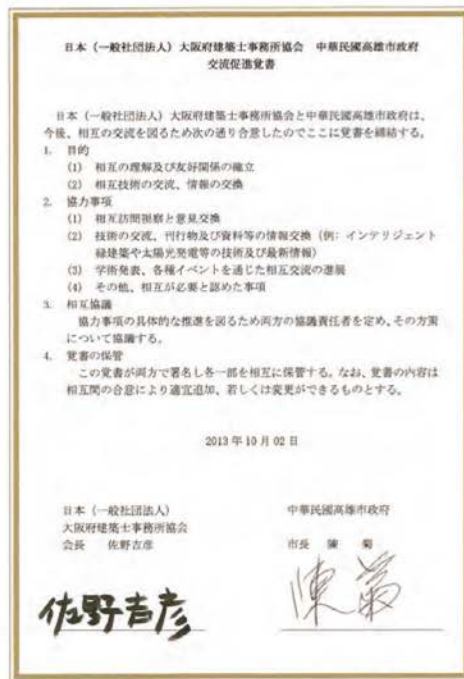 日本（一般社団法人）大阪府建築士事務所協会　中華民國高雄市政府
交流促進覚書
日本（一般社団法人）大阪府建築士事務所協会と中華民國高雄市政府は、
今後、相互の交流を図るため次の通り合意したのでここに覚書を締結する。
1. 目的
(1) 相互の理解及び友好関係の確立
(2) 相互技術の交流、情報の交換
2. 協力事項
(1) 相互訪問視察と意見交換
(2) 技術の交流、刊行物及び資料等の情報交換（例：インテリジェント
緑建築や太陽光発電等の技術及び最新情報）
(3) 学術発表、各種イベントを通じた相互交流の進展
(4) その他、相互が必要と認めた事項
3. 相互協議
協力事項の具体的な推進を図るため両方の協議責任者を定め、その方策
について協議する。
4. 覚書の保管
この覚書が両方で署名し各一部を相互に保管する。なお、覚書の内容は
相互間の合意により適宜追加、若しくは変更ができるものとする。
2013 年 10 月 02 日
日本（一般社団法人）
大阪府建築士事務所協会
会長　佐野吉彦
佐野吉彦
中華民國高雄市政府
市長　陳　菊
陳菊